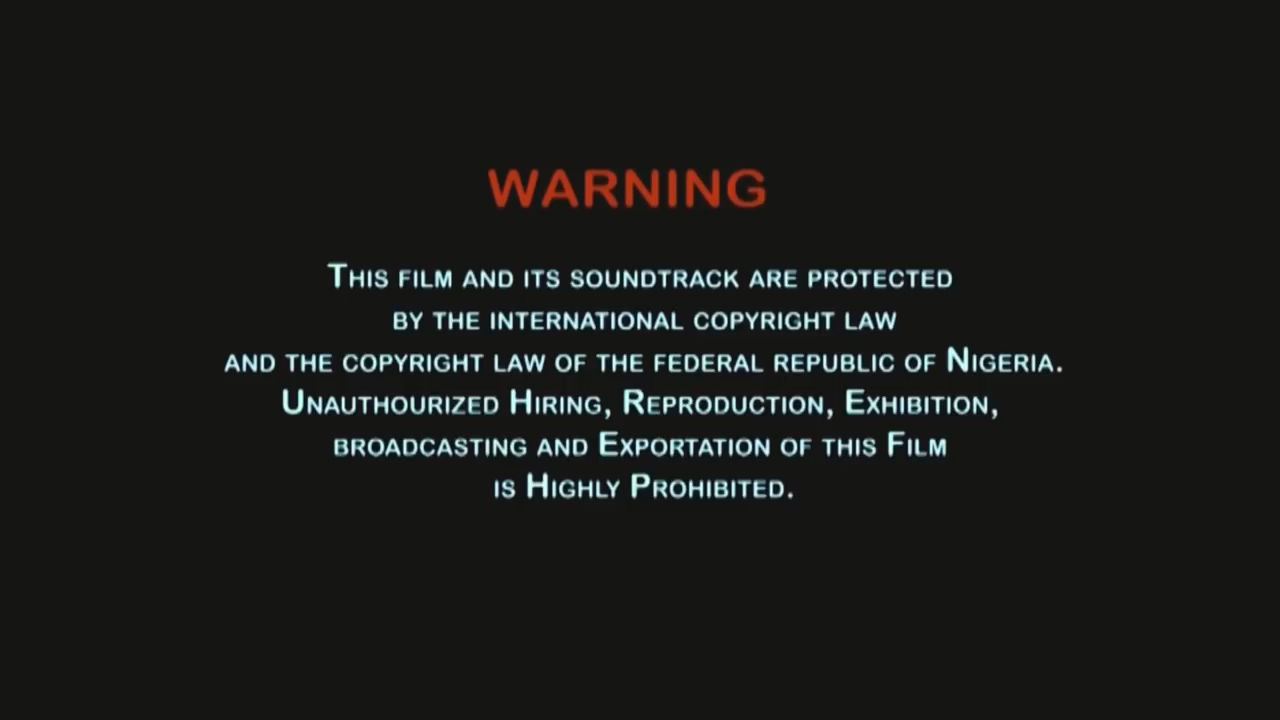 WARNING
This film and its soundtrack are protected
by the international copyright law
and the copyright law of the federal republic of Nigeria.
Unauthourized Hiring, Reproduction, Exhibition,
broadcasting and Exportation of this Film
is Highly Prohibited.